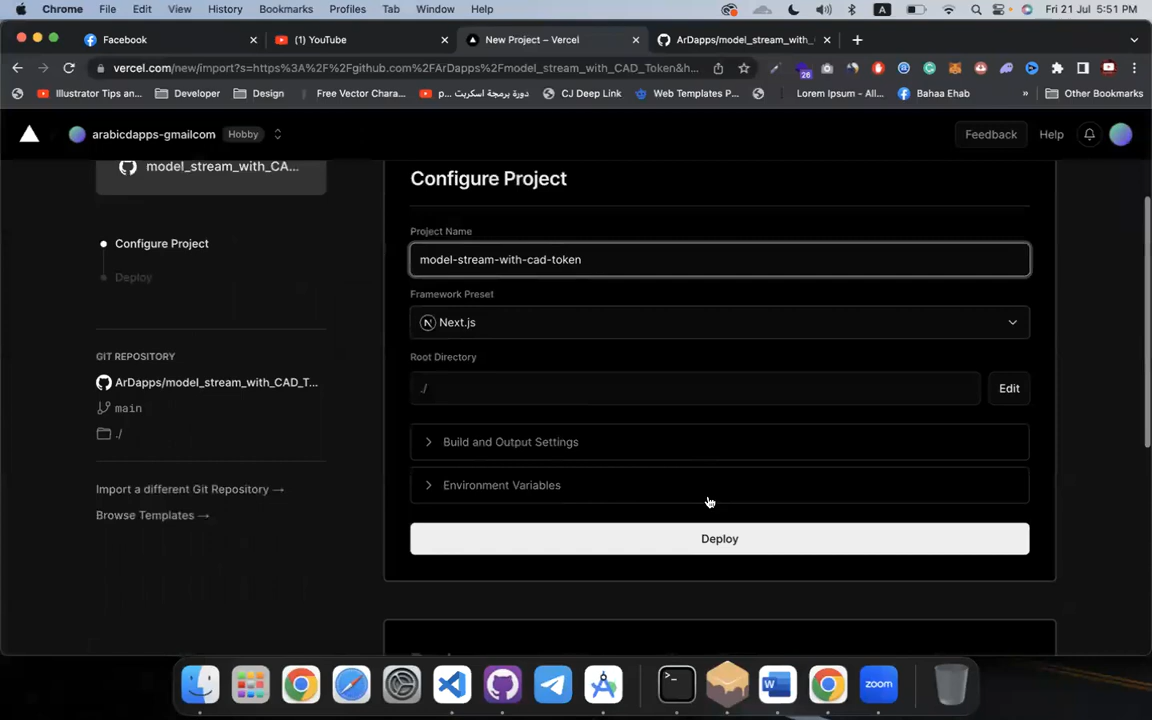 Chrome File Edit View History Bookmarks Profiles Tab Window Help A Fri 21 Jul 5:51 PM
Facebook (1) YouTube New Project – Vercel ArDapps/model_stream_with_
vercel.com/new/import?s=https%3A%2F%2Fgithub.com%2FArDapps%2Fmodel_stream_with_CAD_Token&h... 26
Illustrator Tips an... Developer Design Free Vector Chara... دورة برمجة اسكريبت... p CJ Deep Link Web Templates P... Lorem Ipsum - All... Bahaa Ehab » Other Bookmarks
arabicdapps-gmailcom Hobby Feedback Help
model_stream_with_CA...
Configure Project
Project Name
Configure Project
model-stream-with-cad-token
Deploy
Framework Preset
N Next.js
GIT REPOSITORY
Root Directory
ArDapps/model_stream_with_CAD_T...
./ Edit
main
./
Build and Output Settings
Environment Variables
Import a different Git Repository →
Browse Templates →
Deploy
zoom